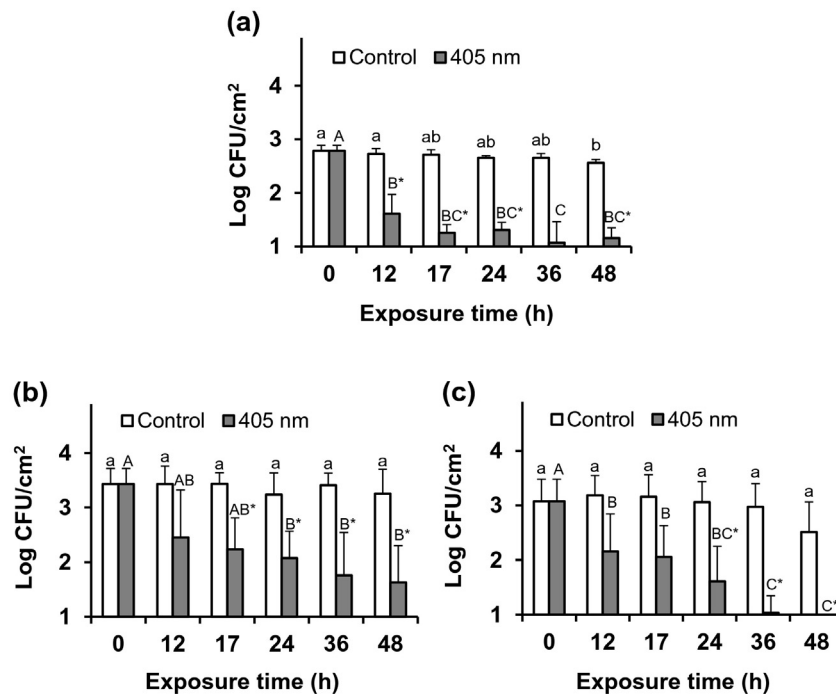 (a)
Control 405 nm
Log CFU/cm²
4
3
2
1
a A a B* ab BC* ab BC* ab C b BC*
0 12 17 24 36 48
Exposure time (h)
(b)
Control 405 nm
Log CFU/cm²
4
3
2
1
a A a AB a AB* a B* a B* a B*
0 12 17 24 36 48
Exposure time (h)
(c)
Control 405 nm
Log CFU/cm²
4
3
2
1
a A a B a B a BC* a C* a C*
0 12 17 24 36 48
Exposure time (h)